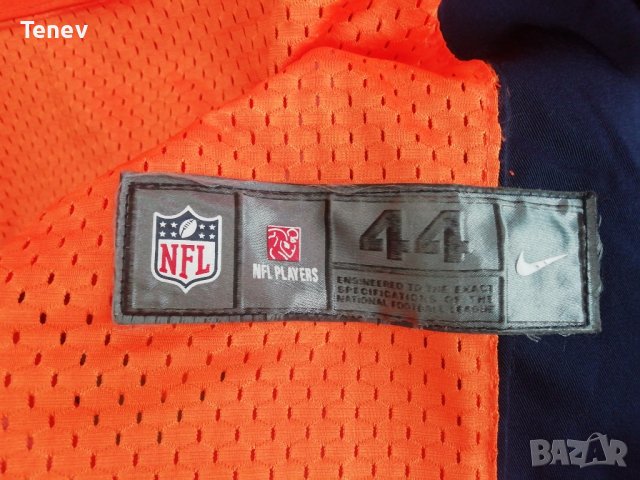 Tenev
NFL
NFL PLAYERS
44
ENGINEERED TO THE EXACT
SPECIFICATIONS OF THE
NATIONAL FOOTBALL LEAGUE
BAZAR